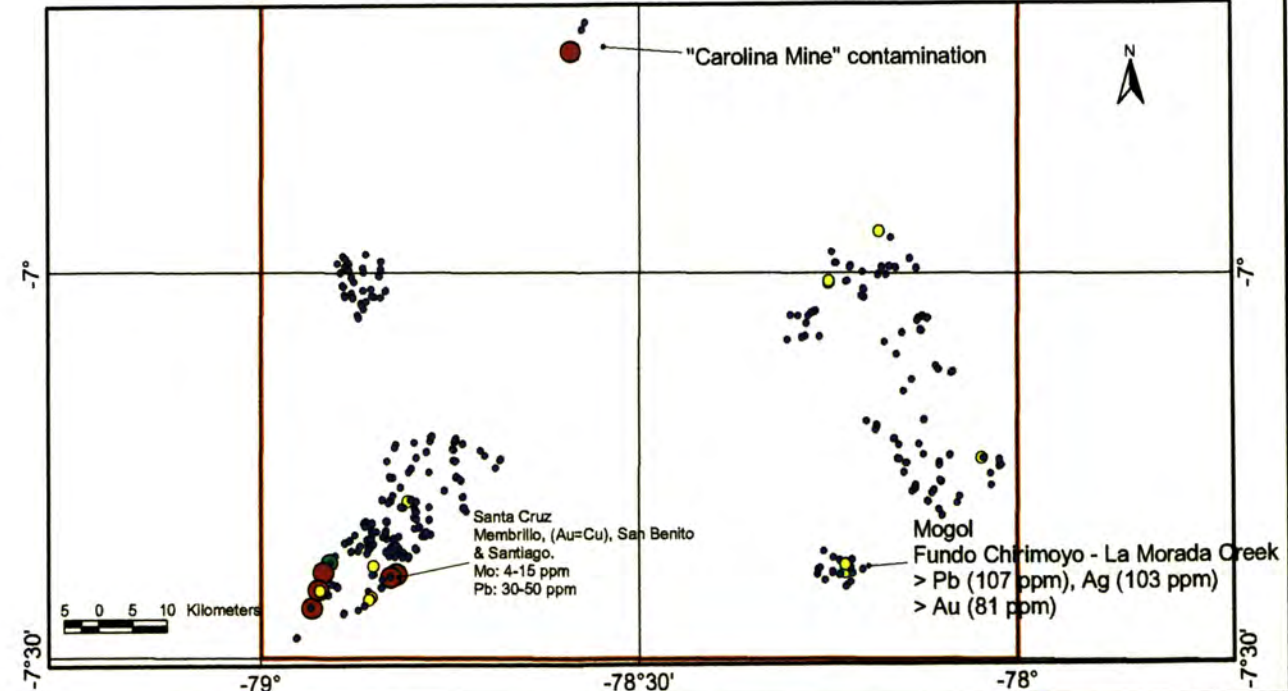 "Carolina Mine" contamination
N
-7°
-7°
Santa Cruz
Membrillo, (Au=Cu), San Benito
& Santiago.
Mo: 4-15 ppm
Pb: 30-50 ppm
Mogol
Fundo Chirimoyo - La Morada Creek
> Pb (107 ppm), Ag (103 ppm)
> Au (81 ppm)
5 0 5 10 Kilometers
-7°30'
-7°30'
-79°
-78°30'
-78°